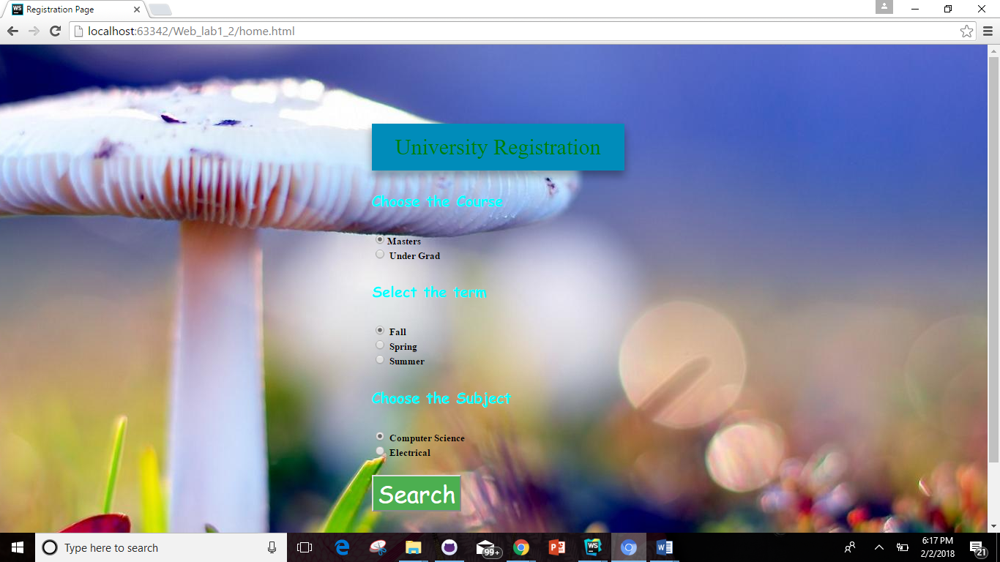 Registration Page
localhost:63342/Web_lab1_2/home.html
University Registration
Choose the Course
Masters
Under Grad
Select the term
Fall
Spring
Summer
Choose the Subject
Computer Science
Electrical
Search
Type here to search
99+
6:17 PM
2/2/2018
21
WS
WS